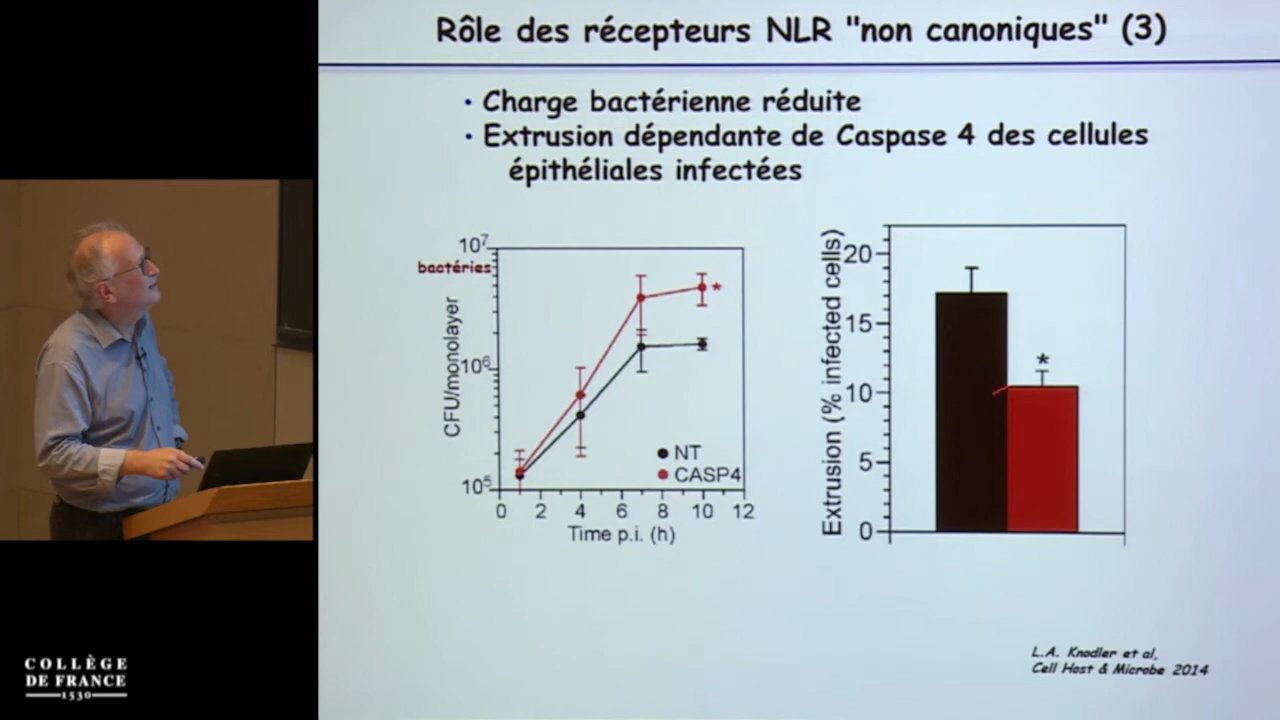 Rôle des récepteurs NLR "non canoniques" (3)
• Charge bactérienne réduite
• Extrusion dépendante de Caspase 4 des cellules
épithéliales infectées
10⁷
bactéries
CFU/monolayer
10⁶
10⁵
*
NT
CASP4
0 2 4 6 8 10 12
Time p.i. (h)
Extrusion (% infected cells)
20
15
10
5
0
*
L.A. Knodler et al,
Cell Host & Microbe 2014
COLLÈGE
DE FRANCE
1530